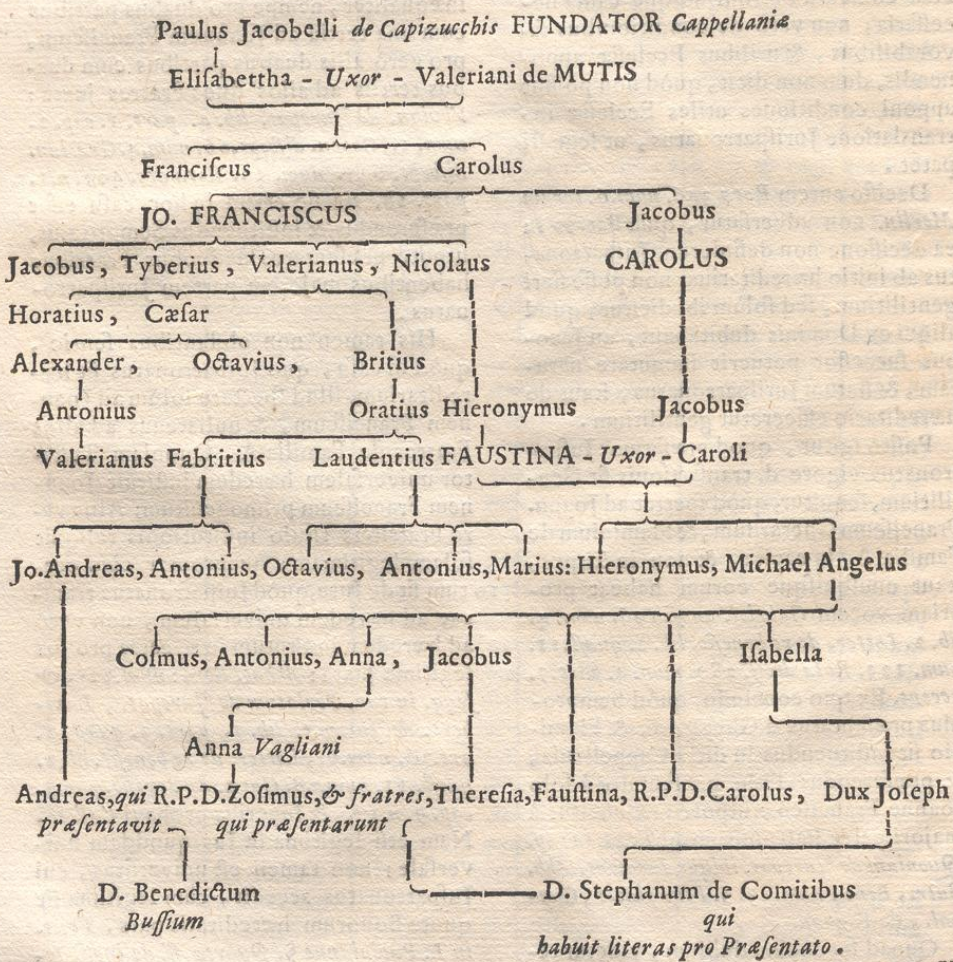 Paulus Jacobelli de Capizucchis FUNDATOR Cappellaniæ
Eliſabettha - Uxor - Valeriani de MUTIS
Franciſcus Carolus
JO. FRANCISCUS Jacobus
Jacobus, Tyberius, Valerianus, Nicolaus CAROLUS
Horatius, Cæſar
Alexander, Octavius, Britius
Antonius Oratius Hieronymus Jacobus
Valerianus Fabritius Laudentius FAUSTINA - Uxor - Caroli
Jo. Andreas, Antonius, Octavius, Antonius, Marius: Hieronymus, Michael Angelus
Coſmus, Antonius, Anna, Jacobus Iſabella
Anna Vagliani
Andreas, qui R.P.D. Zoſimus, & fratres, Thereſia, Fauſtina, R.P.D. Carolus, Dux Joſeph
præſentavit qui præſentarunt
D. Benedictum D. Stephanum de Comitibus
Buſſium qui
habuit literas pro Præſentato.